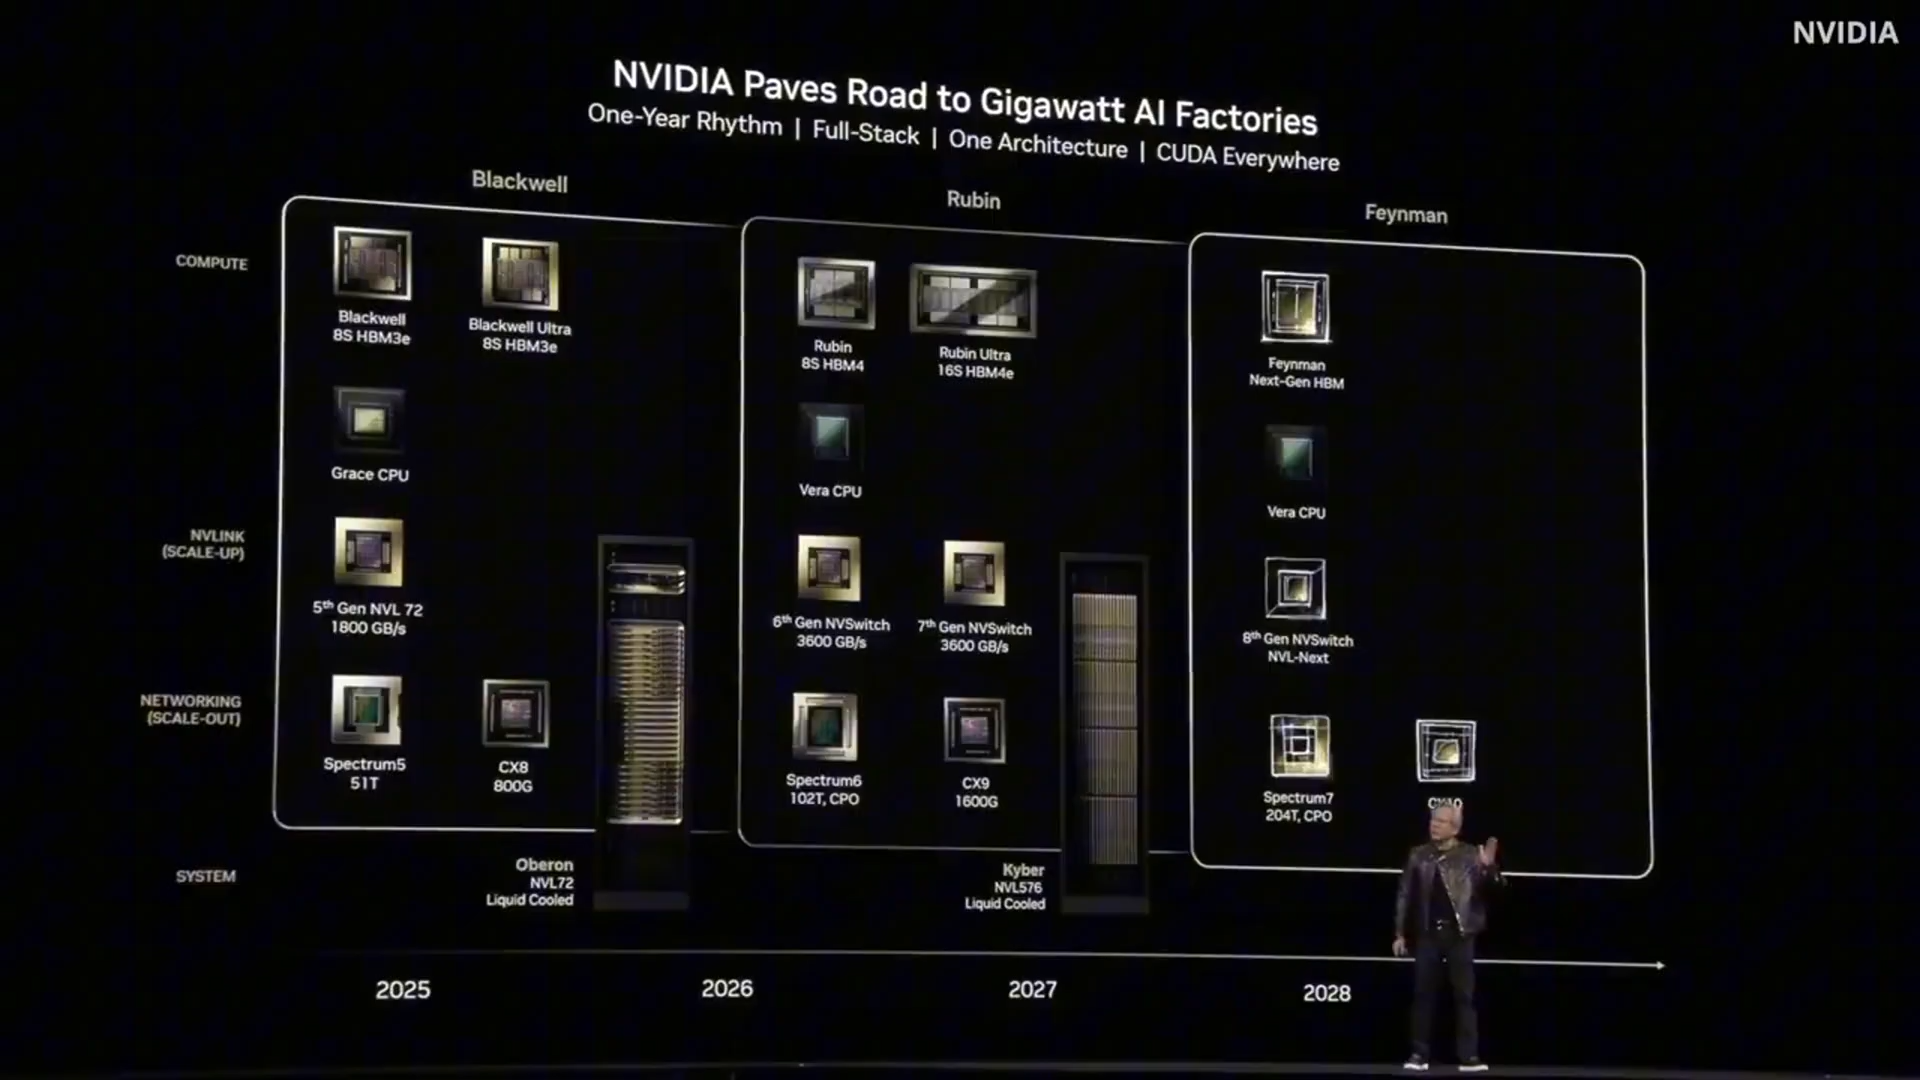 NVIDIA
NVIDIA Paves Road to Gigawatt AI Factories
One-Year Rhythm | Full-Stack | One Architecture | CUDA Everywhere
Blackwell
Rubin
Feynman
COMPUTE
Blackwell
8S HBM3e
Blackwell Ultra
8S HBM3e
Rubin
8S HBM4
Rubin Ultra
16S HBM4e
Feynman
Next-Gen HBM
Grace CPU
Vera CPU
Vera CPU
NVLINK
(SCALE-UP)
5th Gen NVL 72
1800 GB/s
6th Gen NVSwitch
3600 GB/s
7th Gen NVSwitch
3600 GB/s
8th Gen NVSwitch
NVL-Next
NETWORKING
(SCALE-OUT)
Spectrum5
51T
CX8
800G
Spectrum6
102T, CPO
CX9
1600G
Spectrum7
204T, CPO
SYSTEM
Oberon
NVL72
Liquid Cooled
Kyber
NVL576
Liquid Cooled
2025
2026
2027
2028